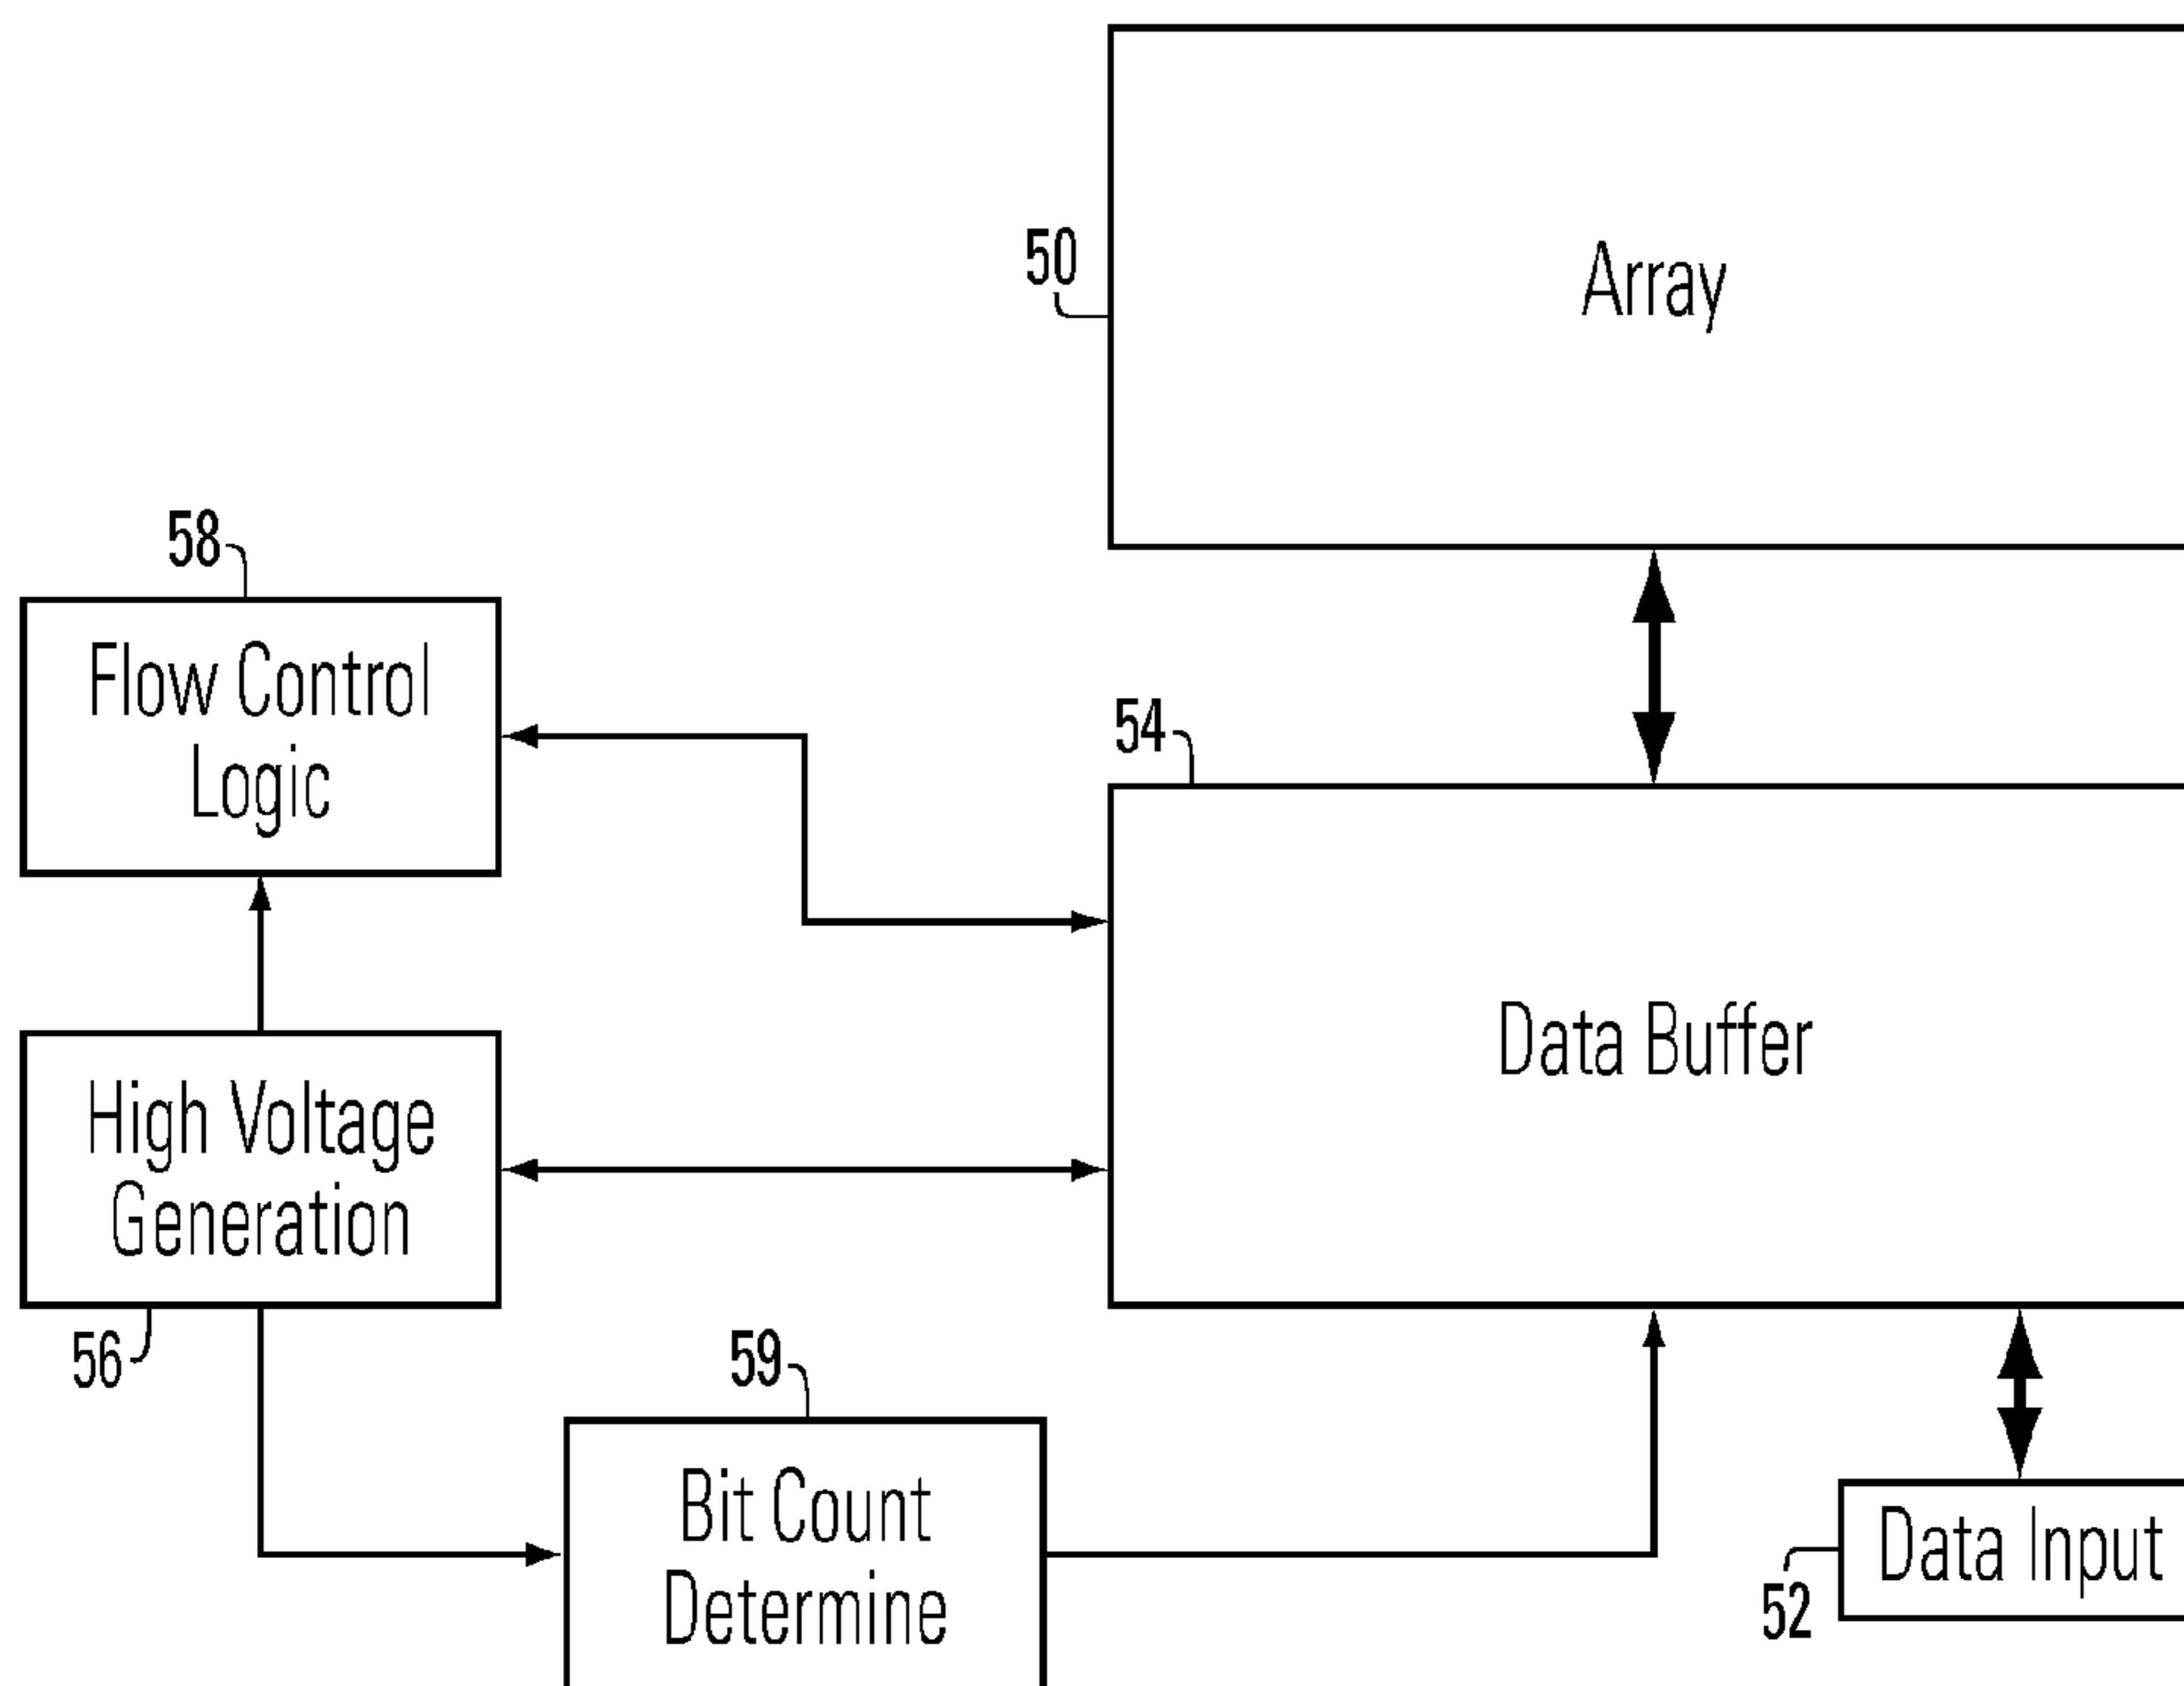 50
Array
58
Flow Control
Logic
54
Data Buffer
High Voltage
Generation
56
59
Bit Count
Determine
Data Input
52